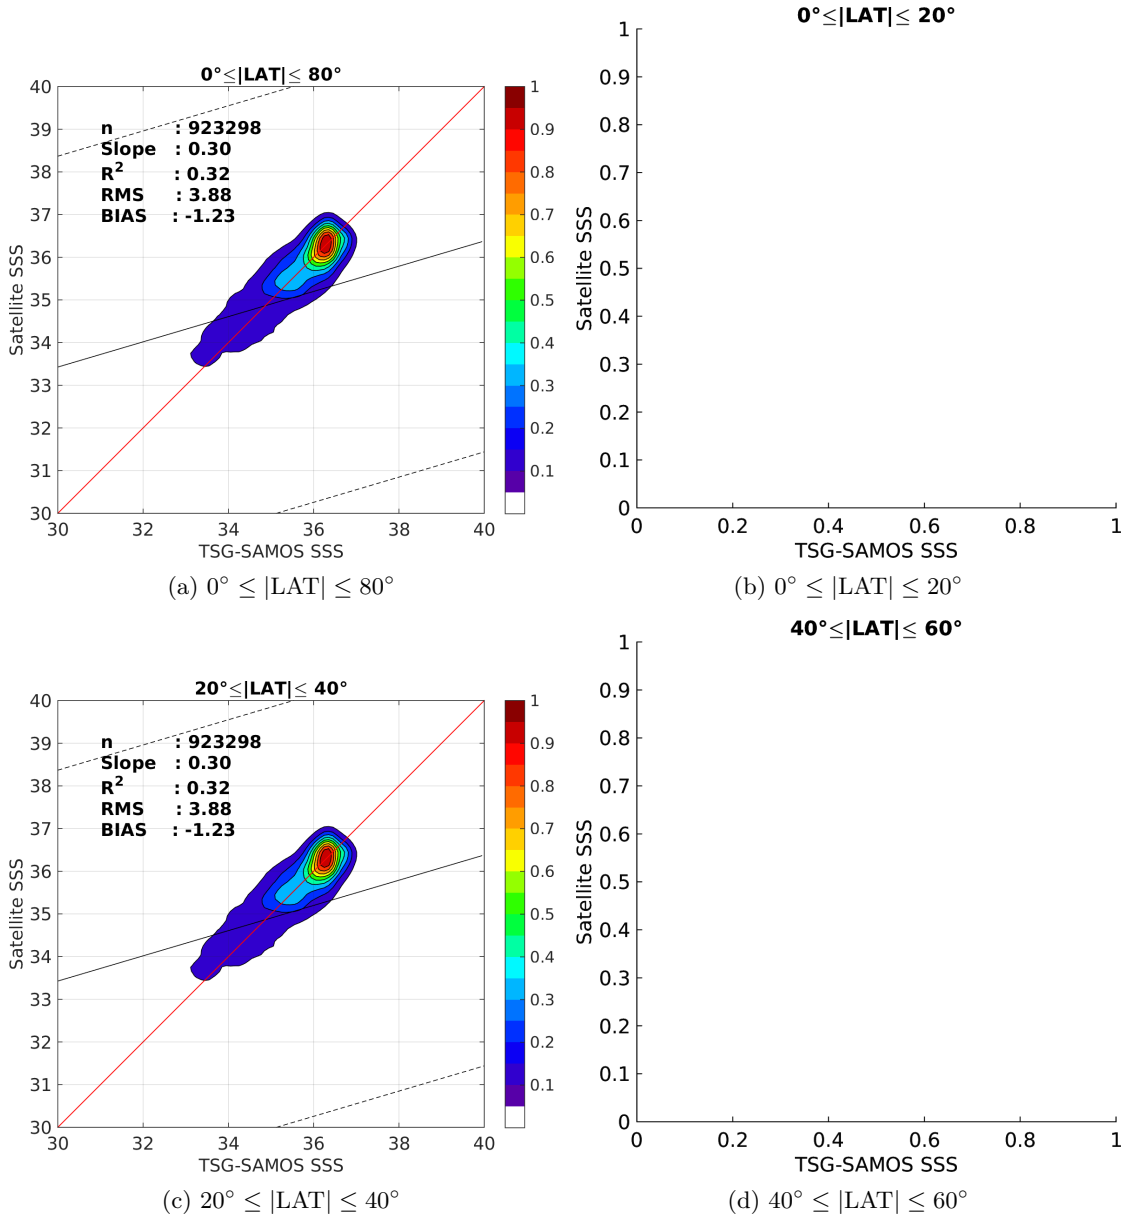 0°≤|LAT|≤ 80°
n : 923298
Slope : 0.30
R² : 0.32
RMS : 3.88
BIAS : -1.23
40
39
38
37
36
35
34
33
32
31
30
Satellite SSS
30 32 34 36 38 40
TSG-SAMOS SSS
1
0.9
0.8
0.7
0.6
0.5
0.4
0.3
0.2
0.1
(a) 0° ≤ |LAT| ≤ 80°
0°≤|LAT|≤ 20°
1
0.9
0.8
0.7
0.6
0.5
0.4
0.3
0.2
0.1
0
Satellite SSS
0 0.2 0.4 0.6 0.8 1
TSG-SAMOS SSS
(b) 0° ≤ |LAT| ≤ 20°
20°≤|LAT|≤ 40°
n : 923298
Slope : 0.30
R² : 0.32
RMS : 3.88
BIAS : -1.23
40
39
38
37
36
35
34
33
32
31
30
Satellite SSS
30 32 34 36 38 40
TSG-SAMOS SSS
1
0.9
0.8
0.7
0.6
0.5
0.4
0.3
0.2
0.1
(c) 20° ≤ |LAT| ≤ 40°
40°≤|LAT|≤ 60°
1
0.9
0.8
0.7
0.6
0.5
0.4
0.3
0.2
0.1
0
Satellite SSS
0 0.2 0.4 0.6 0.8 1
TSG-SAMOS SSS
(d) 40° ≤ |LAT| ≤ 60°